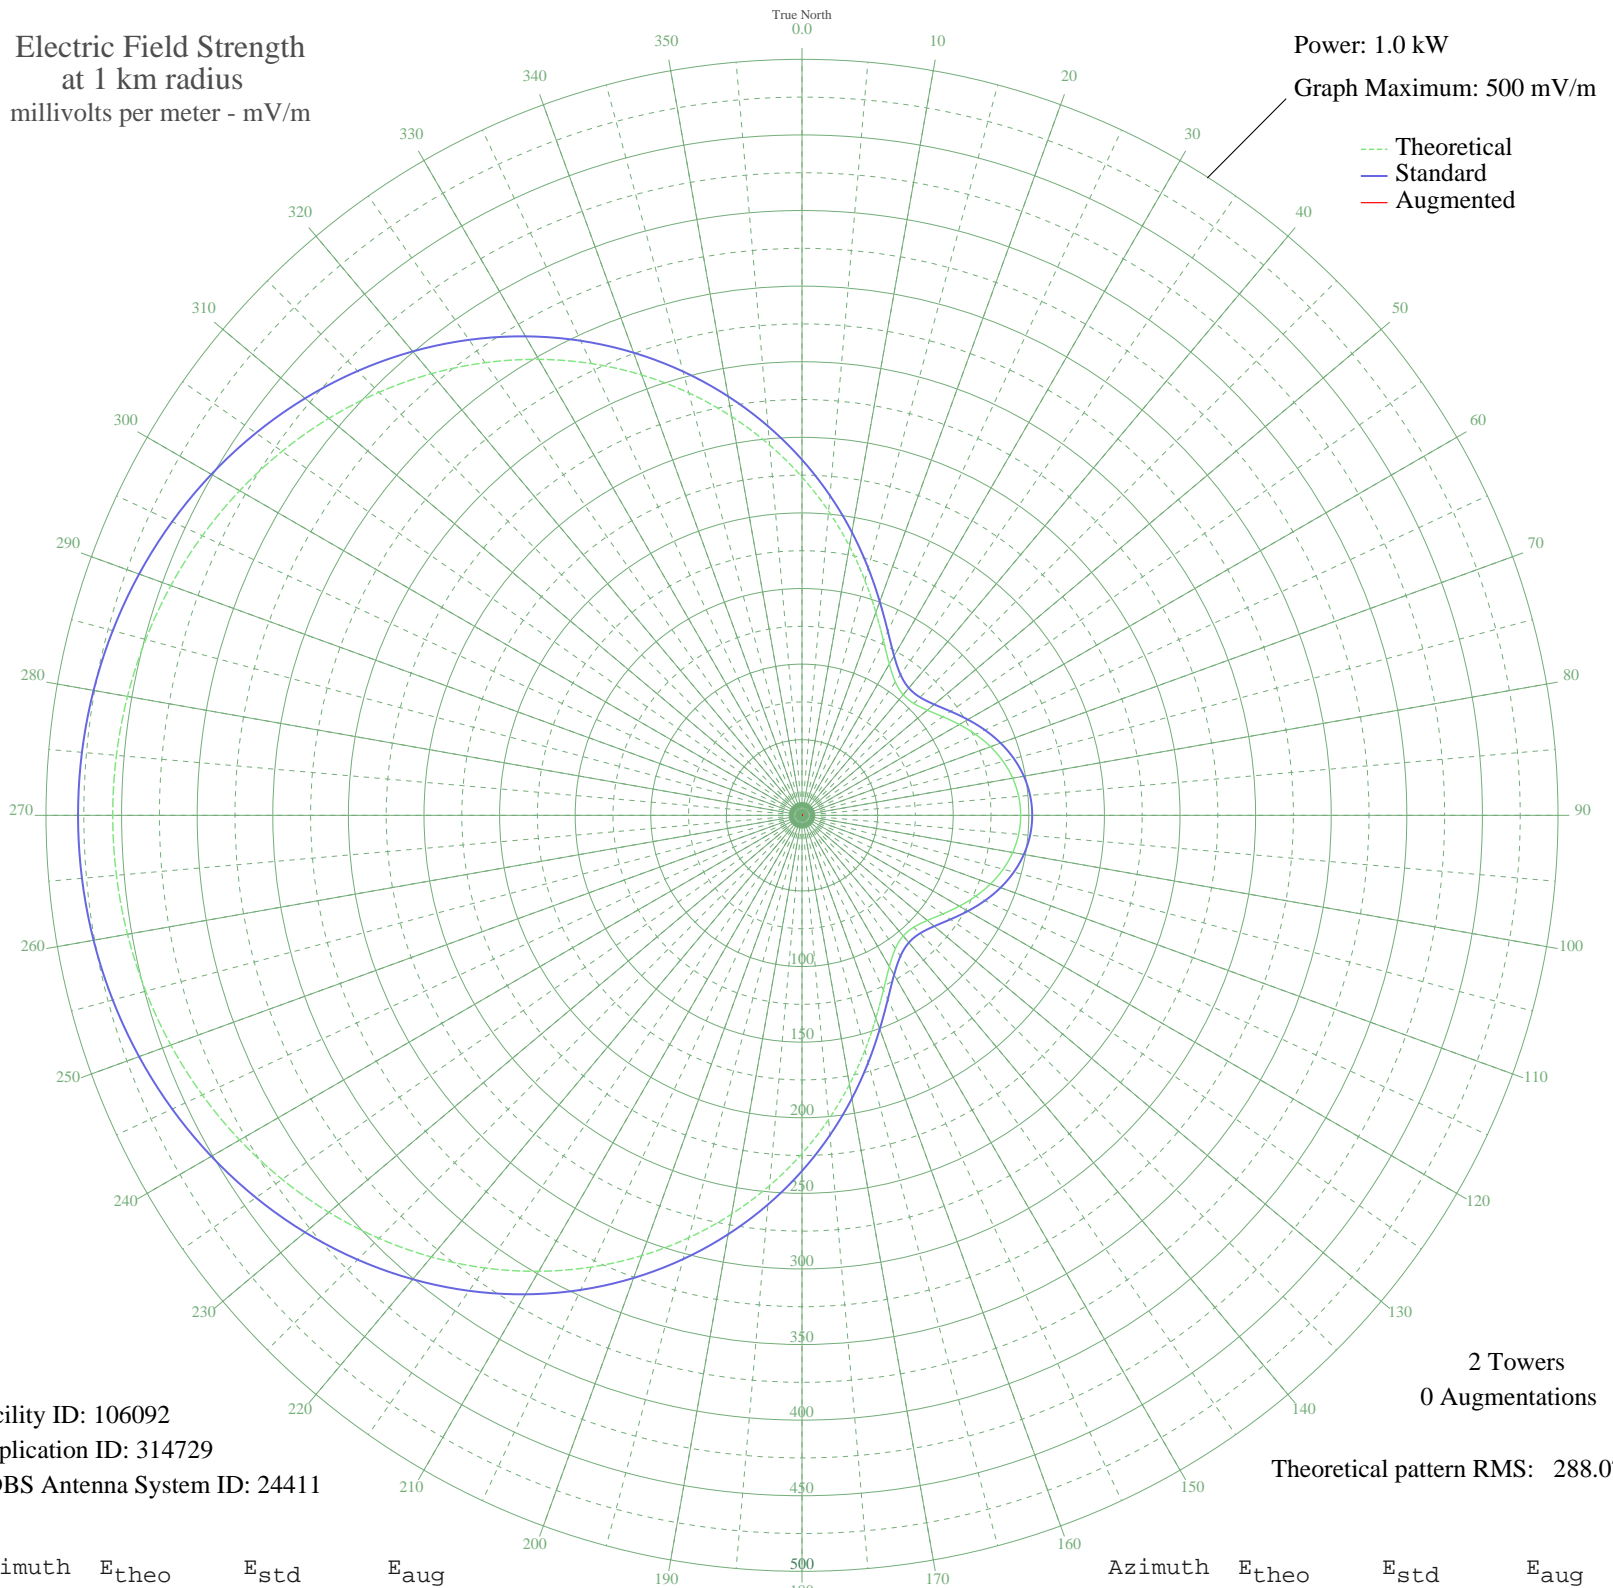 True North
Electric Field Strength
at 1 km radius
millivolts per meter - mV/m
Power: 1.0 kW
Graph Maximum: 500 mV/m
Theoretical
Standard
Augmented
0.0
10
20
30
40
50
60
70
80
90
100
110
120
130
140
150
160
170
190
200
210
220
230
240
250
260
270
280
290
300
310
320
330
340
350
100
150
200
250
300
350
400
450
500
2 Towers
0 Augmentations
Theoretical pattern RMS: 288.0
cility ID: 106092
plication ID: 314729
DBS Antenna System ID: 24411
imuth Etheo Estd Eaug
Azimuth Etheo Estd Eaug